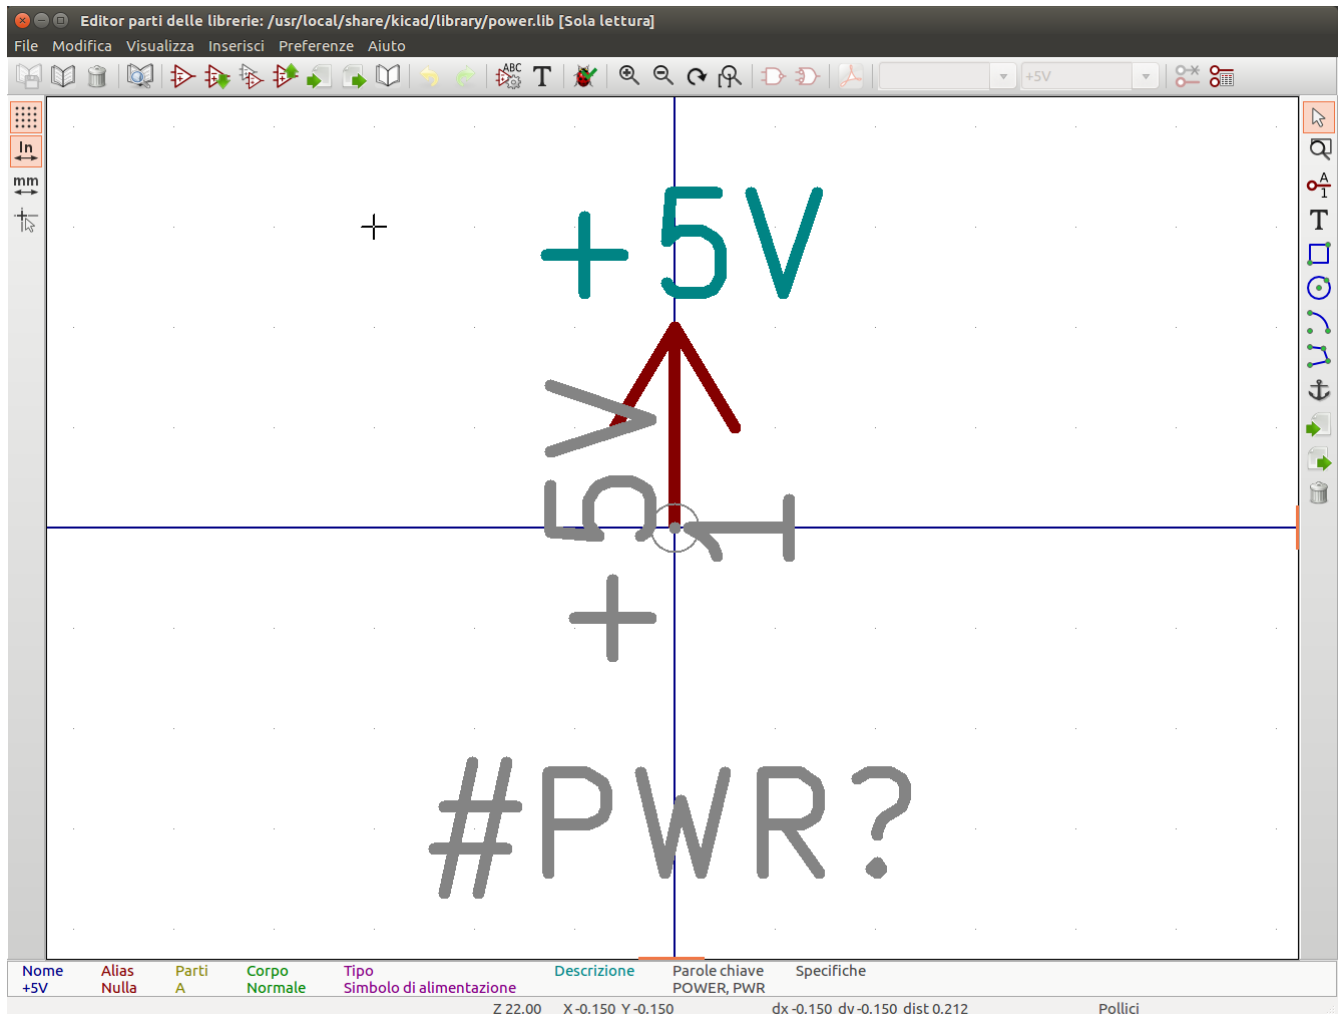 Editor parti delle librerie: /usr/local/share/kicad/library/power.lib [Sola lettura]
File Modifica Visualizza Inserisci Preferenze Aiuto
ABC
T
+5V
In
mm
A
1
T
+5V
+5V
1
#PWR?
Nome Alias Parti Corpo Tipo Descrizione Parole chiave Specifiche
+5V Nulla A Normale Simbolo di alimentazione POWER, PWR
Z 22.00 X -0.150 Y -0.150 dx -0.150 dy -0.150 dist 0.212 Pollici